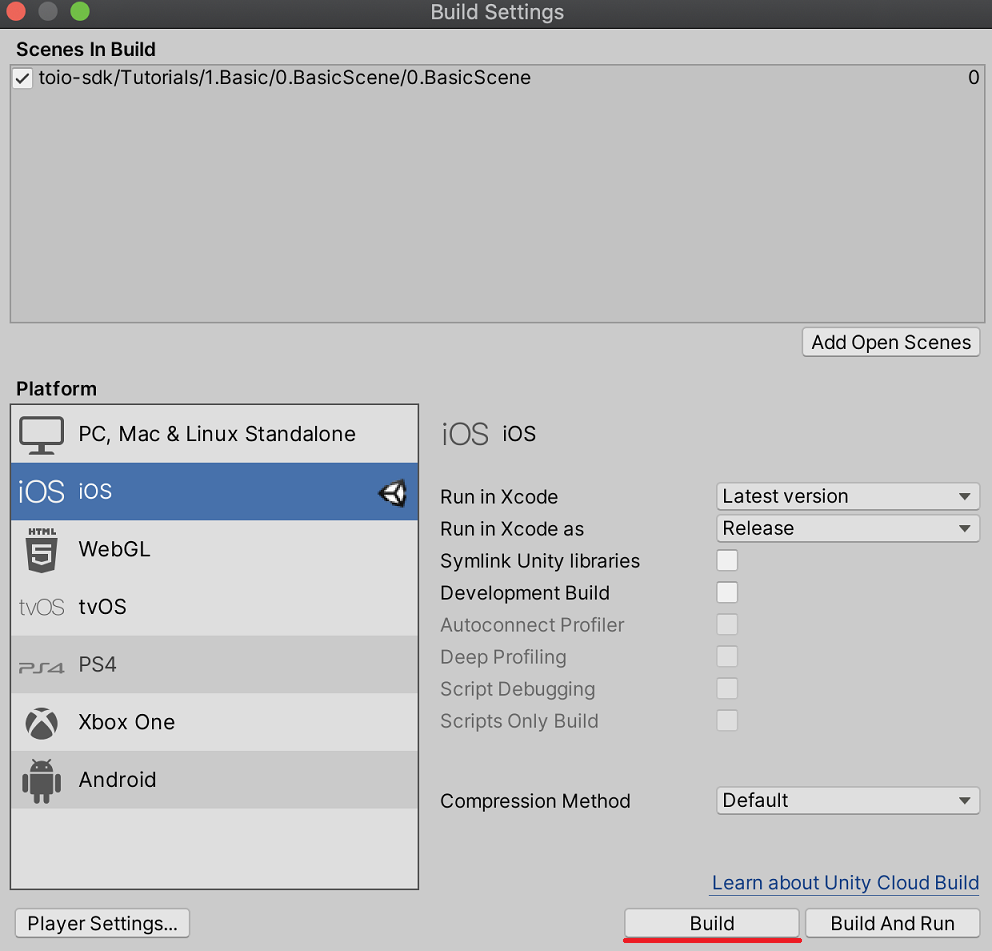 Build Settings
Scenes In Build
toio-sdk/Tutorials/1.Basic/0.BasicScene/0.BasicScene 0
Add Open Scenes
Platform
PC, Mac & Linux Standalone
iOS iOS
HTML 5 WebGL
tvOS tvOS
PS4 PS4
Xbox One
Android
iOS iOS
Run in Xcode Latest version
Run in Xcode as Release
Symlink Unity libraries
Development Build
Autoconnect Profiler
Deep Profiling
Script Debugging
Scripts Only Build
Compression Method Default
Learn about Unity Cloud Build
Player Settings... Build Build And Run